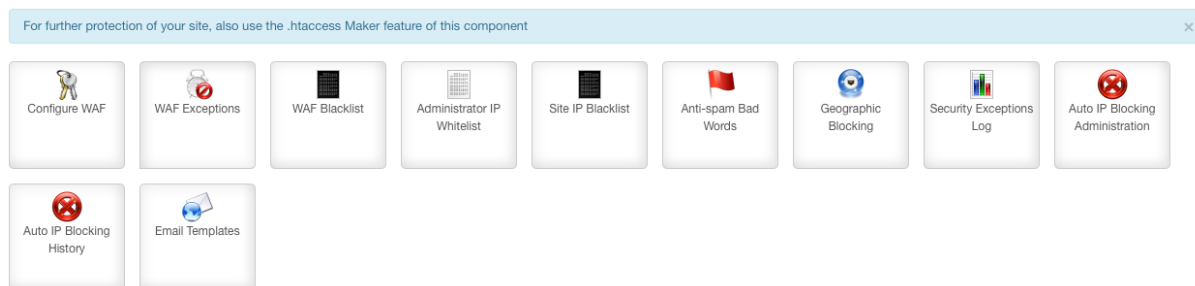 For further protection of your site, also use the .htaccess Maker feature of this component
×
Configure WAF
WAF Exceptions
WAF Blacklist
Administrator IP
Whitelist
Site IP Blacklist
Anti-spam Bad
Words
Geographic
Blocking
Security Exceptions
Log
Auto IP Blocking
Administration
Auto IP Blocking
History
Email Templates